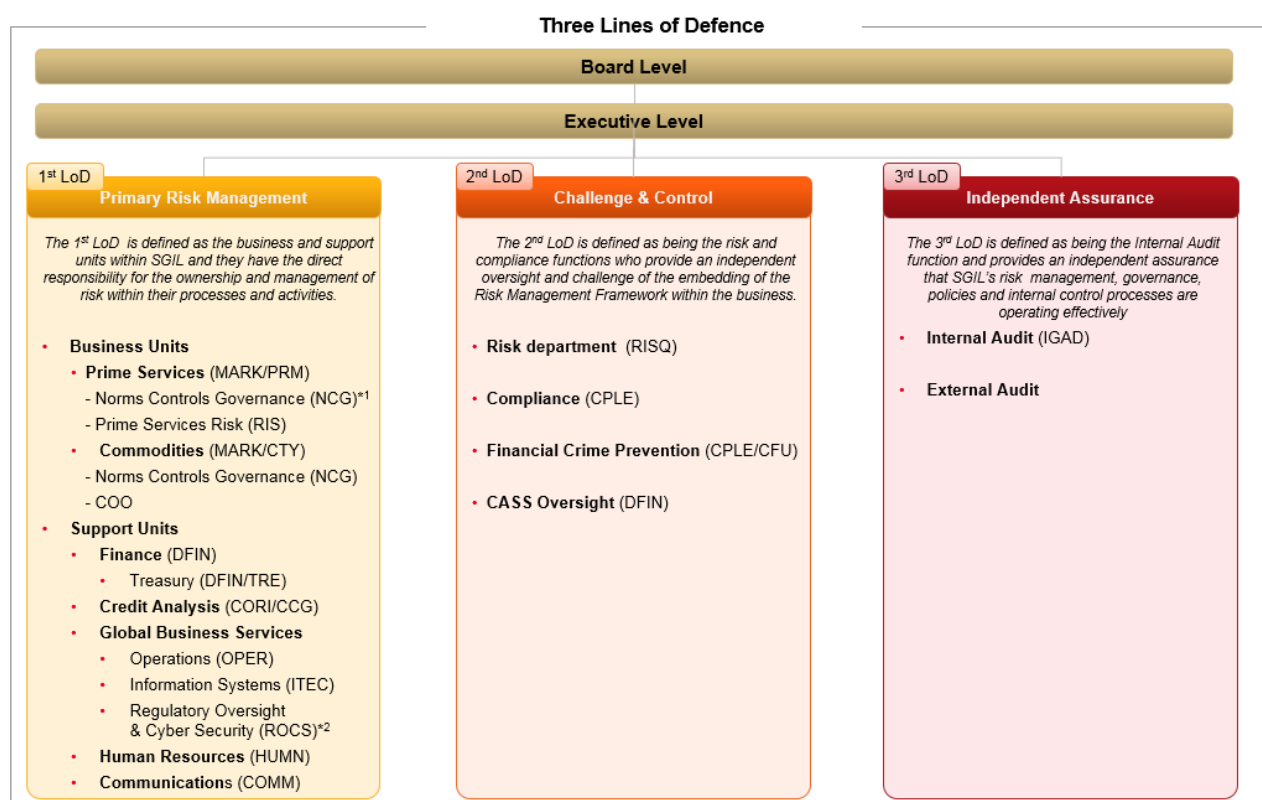 Three Lines of Defence
Board Level
Executive Level
1st LoD
Primary Risk Management
The 1st LoD is defined as the business and support
units within SGIL and they have the direct
responsibility for the ownership and management of
risk within their processes and activities.
• Business Units
• Prime Services (MARK/PRM)
- Norms Controls Governance (NCG)*1
- Prime Services Risk (RIS)
• Commodities (MARK/CTY)
- Norms Controls Governance (NCG)
- COO
• Support Units
• Finance (DFIN)
• Treasury (DFIN/TRE)
• Credit Analysis (CORI/CCG)
• Global Business Services
• Operations (OPER)
• Information Systems (ITEC)
• Regulatory Oversight
& Cyber Security (ROCS)*2
• Human Resources (HUMN)
• Communications (COMM)
2nd LoD
Challenge & Control
The 2nd LoD is defined as being the risk and
compliance functions who provide an independent
oversight and challenge of the embedding of the
Risk Management Framework within the business.
• Risk department (RISQ)
• Compliance (CPLE)
• Financial Crime Prevention (CPLE/CFU)
• CASS Oversight (DFIN)
3rd LoD
Independent Assurance
The 3rd LoD is defined as being the Internal Audit
function and provides an independent assurance
that SGIL's risk management, governance,
policies and internal control processes are
operating effectively
• Internal Audit (IGAD)
• External Audit